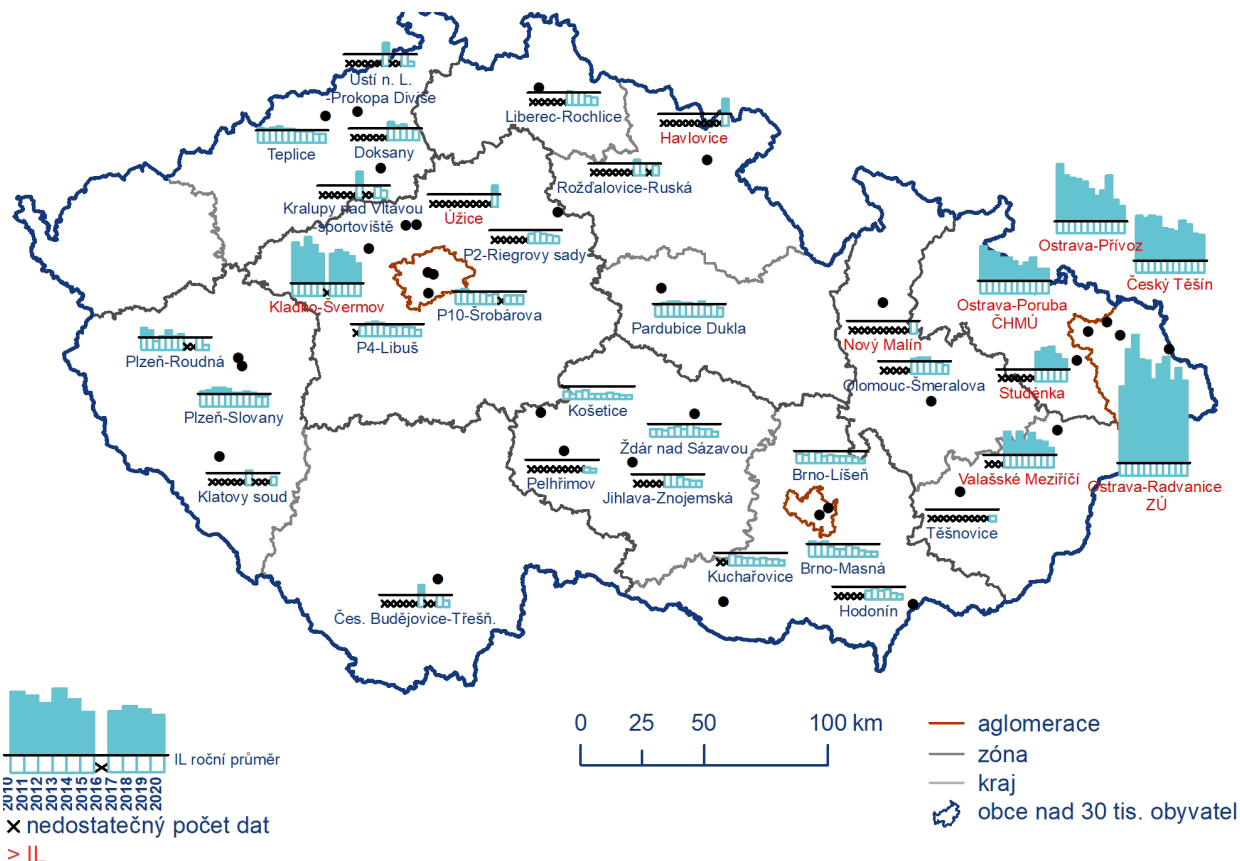 Ústí n. L.
-Prokopa Diviše
Liberec-Rochlice
Havlovice
Teplice
Doksany
Rožďalovice-Ruská
Kralupy nad Vltavou
sportoviště
Úžice
P2-Riegrovy sady
Ostrava-Přívoz
Český Těšín
Kladno-Švermov
P10-Šrobárova
Ostrava-Poruba
ČHMÚ
Pardubice Dukla
P4-Libuš
Nový Malín
Plzeň-Roudná
Olomouc-Šmeralova
Studénka
Plzeň-Slovany
Košetice
Ždár nad Sázavou
Brno-Líšeň
Valašské Meziříčí
Ostrava-Radvanice
ZÚ
Klatovy soud
Pelhřimov
Jihlava-Znojemská
Těšnovice
Brno-Masná
Kuchařovice
Hodonín
Čes. Budějovice-Třešň.
IL roční průměr
2010
2011
2012
2013
2014
2015
2016
2017
2018
2019
2020
× nedostatečný počet dat
> IL
0 25 50 100 km
aglomerace
zóna
kraj
obce nad 30 tis. obyvatel